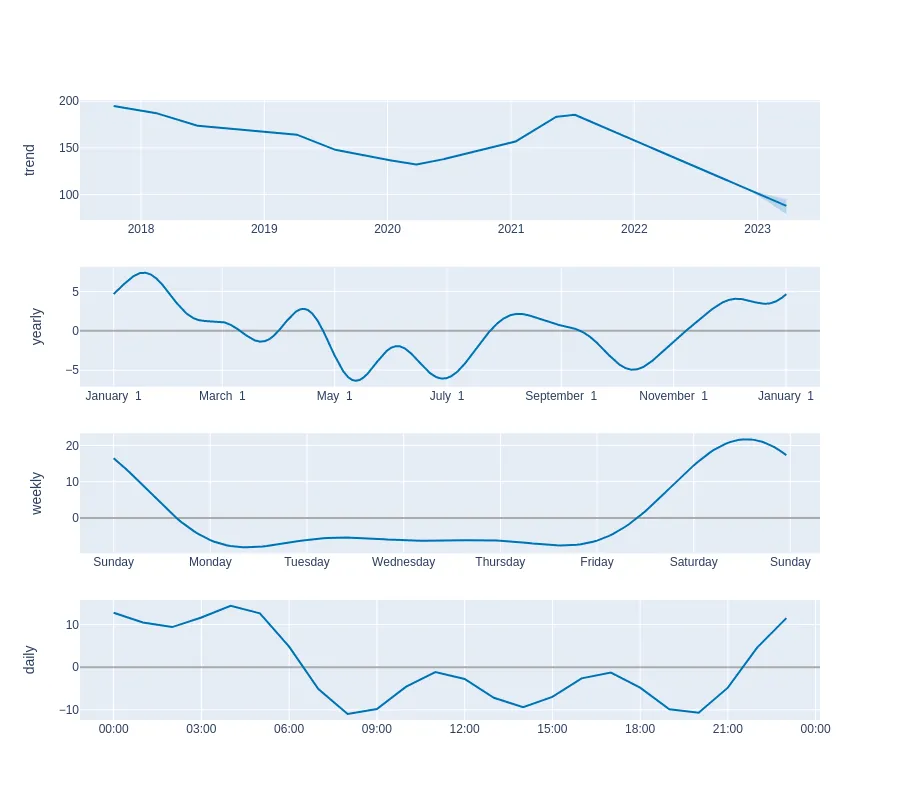 trend
200
150
100
2018 2019 2020 2021 2022 2023
yearly
5
0
−5
January 1 March 1 May 1 July 1 September 1 November 1 January 1
weekly
20
10
0
Sunday Monday Tuesday Wednesday Thursday Friday Saturday Sunday
daily
10
0
−10
00:00 03:00 06:00 09:00 12:00 15:00 18:00 21:00 00:00